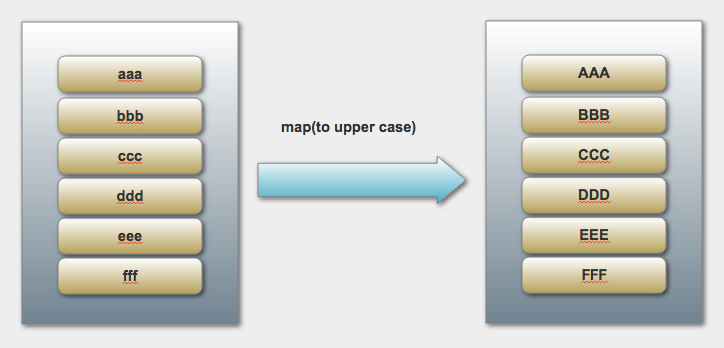 aaa
bbb
ccc
ddd
eee
fff
map(to upper case)
AAA
BBB
CCC
DDD
EEE
FFF